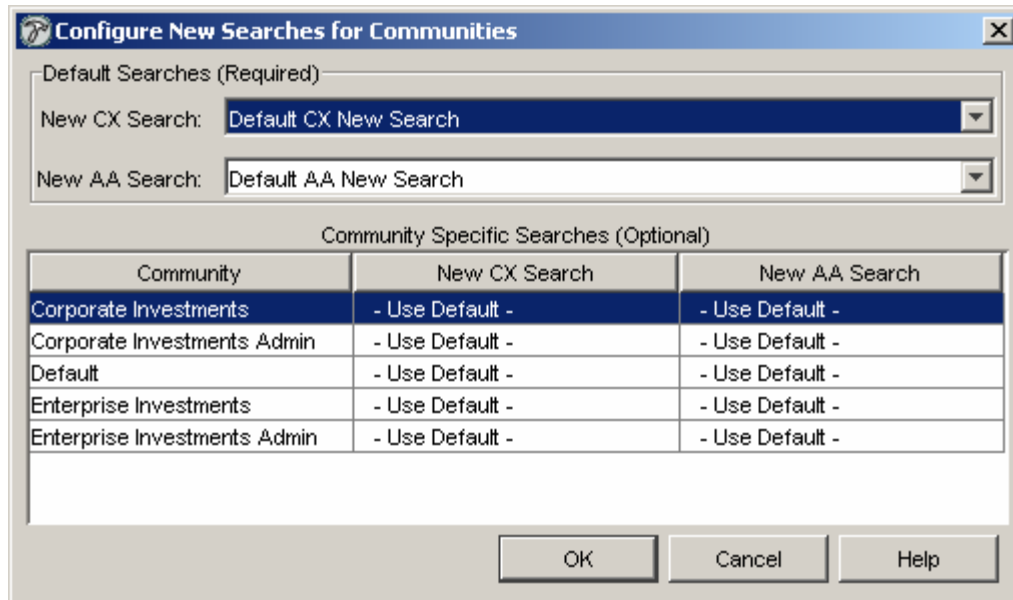 Configure New Searches for Communities
Default Searches (Required)
New CX Search: Default CX New Search
New AA Search: Default AA New Search
Community Specific Searches (Optional)
Community New CX Search New AA Search
Corporate Investments - Use Default - - Use Default -
Corporate Investments Admin - Use Default - - Use Default -
Default - Use Default - - Use Default -
Enterprise Investments - Use Default - - Use Default -
Enterprise Investments Admin - Use Default - - Use Default -
OK Cancel Help